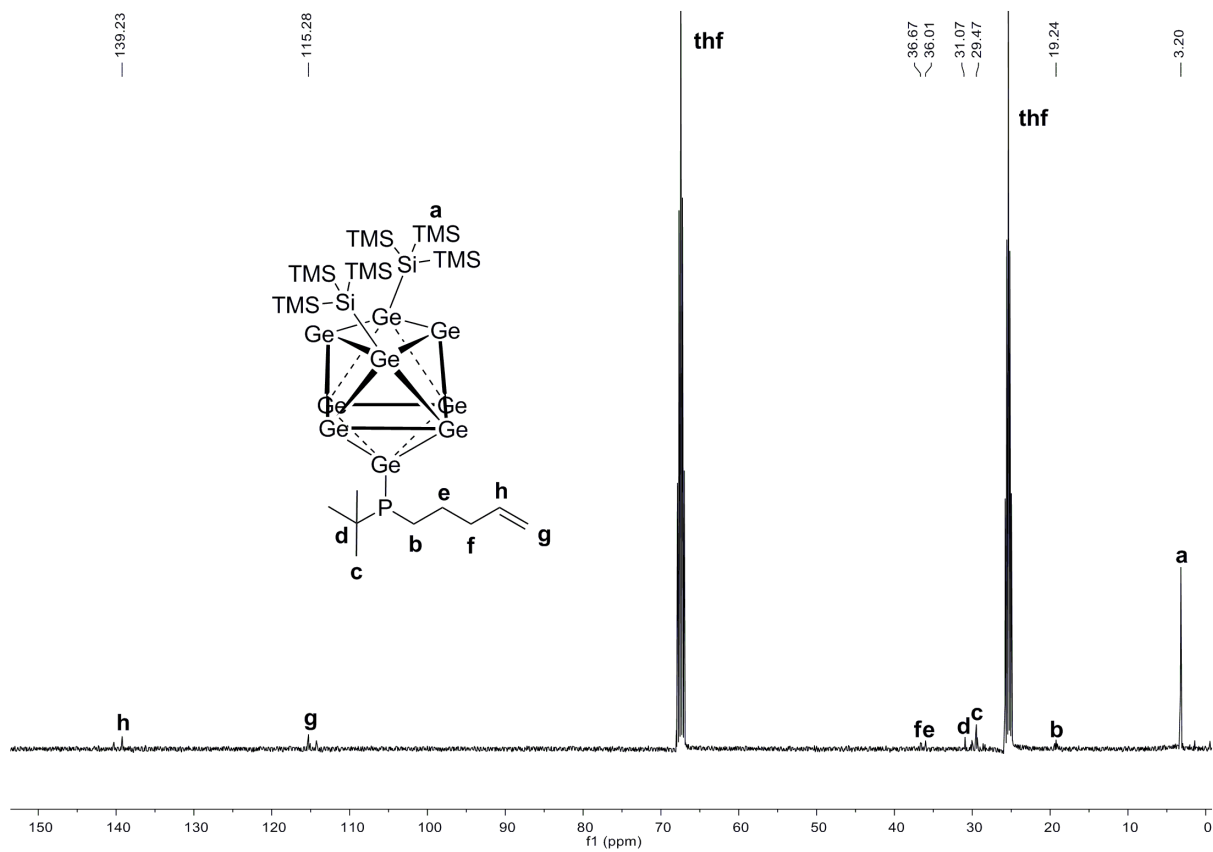 139.23 115.28 36.67 36.01 31.07 29.47 19.24 3.20
thf
thf
a
TMS TMS
Si TMS
TMS TMS
TMS Si
Ge
Ge Ge
Ge
Ge Ge
Ge Ge
Ge
P
e h
d b f g
c
a
h g f e d c b
150 140 130 120 110 100 90 80 70 60 50 40 30 20 10 0
f1 (ppm)